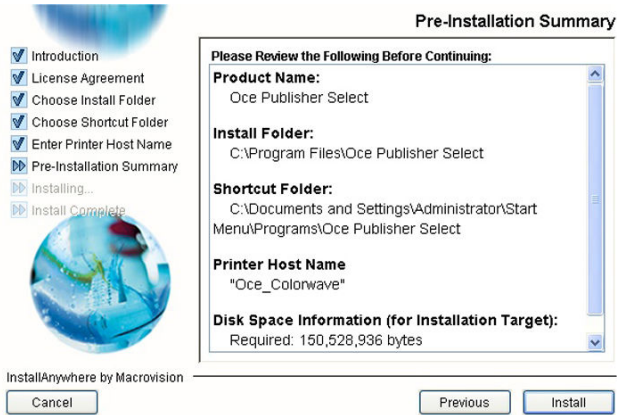 Pre-Installation Summary
Introduction
License Agreement
Choose Install Folder
Choose Shortcut Folder
Enter Printer Host Name
Pre-Installation Summary
Installing...
Install Complete
Please Review the Following Before Continuing:
Product Name:
Oce Publisher Select
Install Folder:
C:\Program Files\Oce Publisher Select
Shortcut Folder:
C:\Documents and Settings\Administrator\Start
Menu\Programs\Oce Publisher Select
Printer Host Name
"Oce_Colorwave"
Disk Space Information (for Installation Target):
Required: 150,528,936 bytes
InstallAnywhere by Macrovision
Cancel
Previous
Install